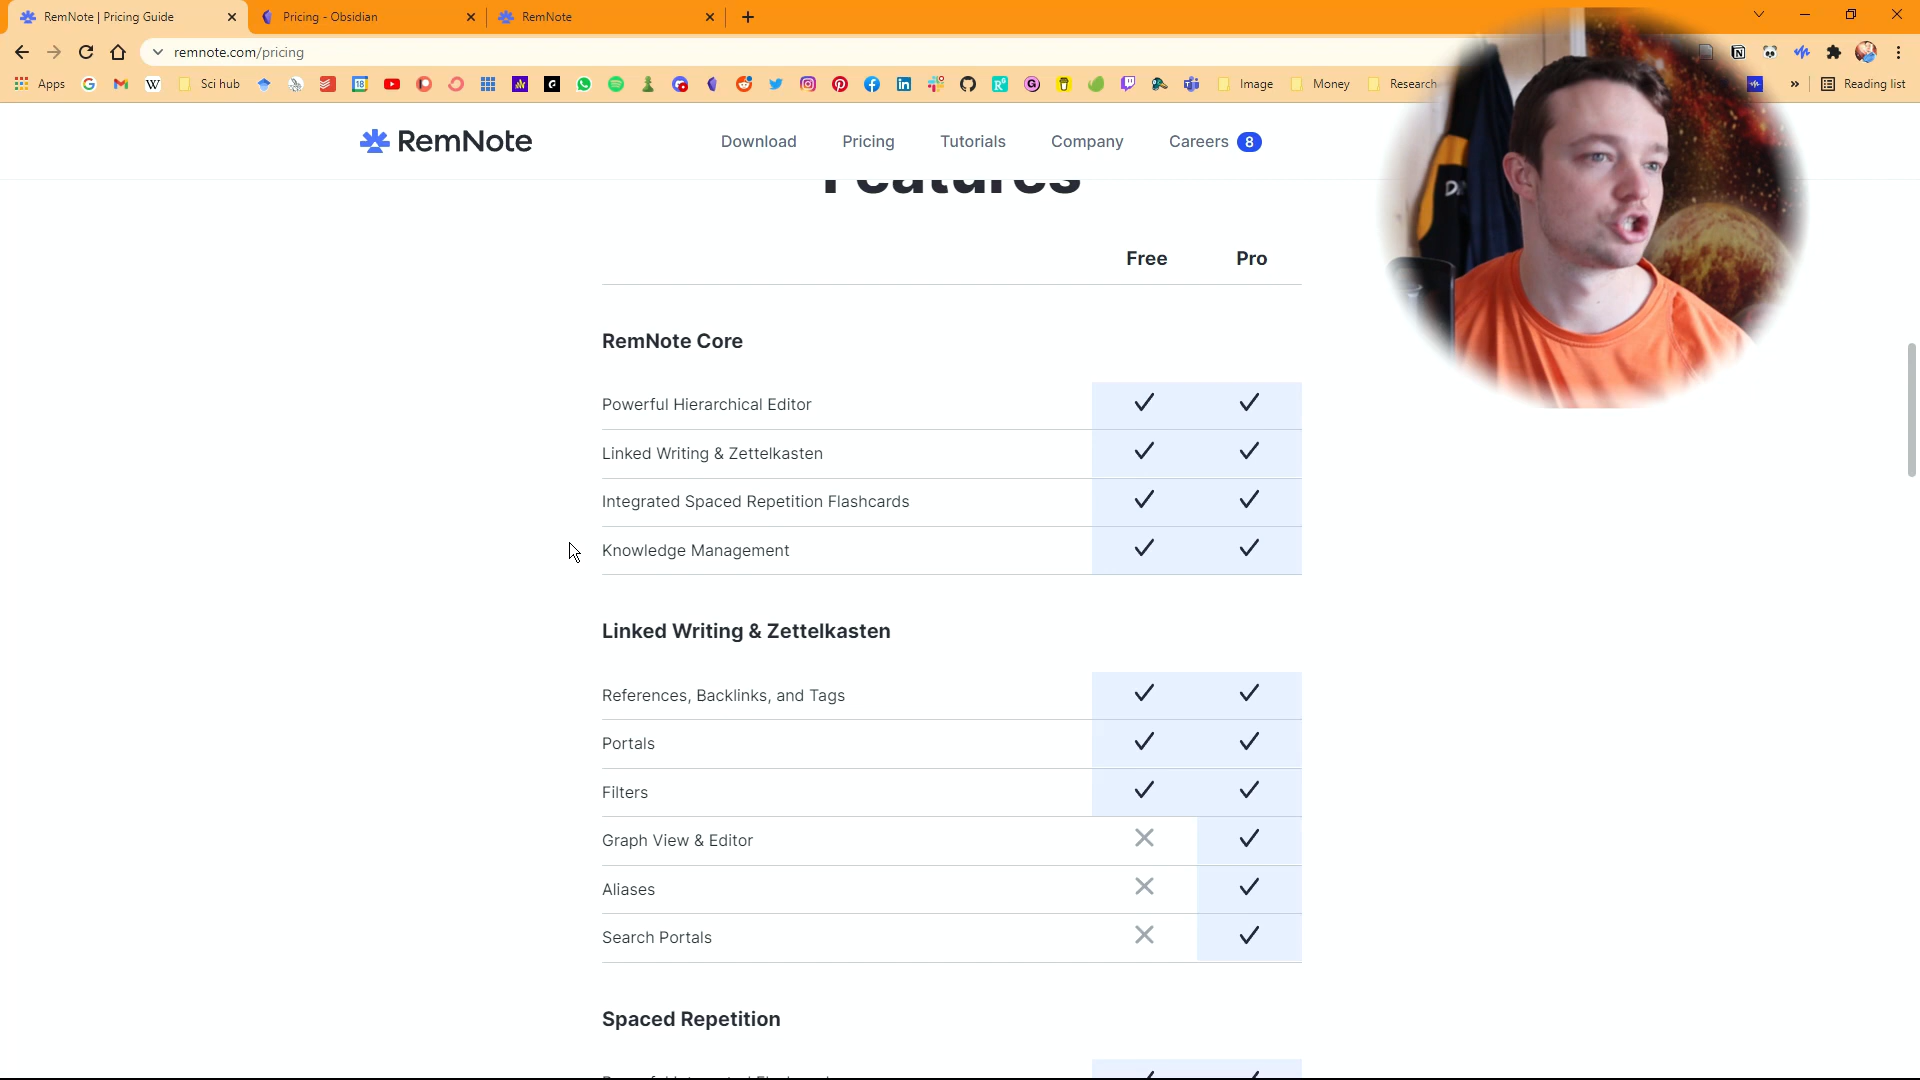 RemNote | Pricing Guide
Pricing - Obsidian
RemNote
remnote.com/pricing
Apps
Sci hub
Image
Money
Research
Reading list
RemNote
Download
Pricing
Tutorials
Company
Careers 8
Features
Free Pro
RemNote Core
Powerful Hierarchical Editor
Linked Writing & Zettelkasten
Integrated Spaced Repetition Flashcards
Knowledge Management
Linked Writing & Zettelkasten
References, Backlinks, and Tags
Portals
Filters
Graph View & Editor
Aliases
Search Portals
Spaced Repetition